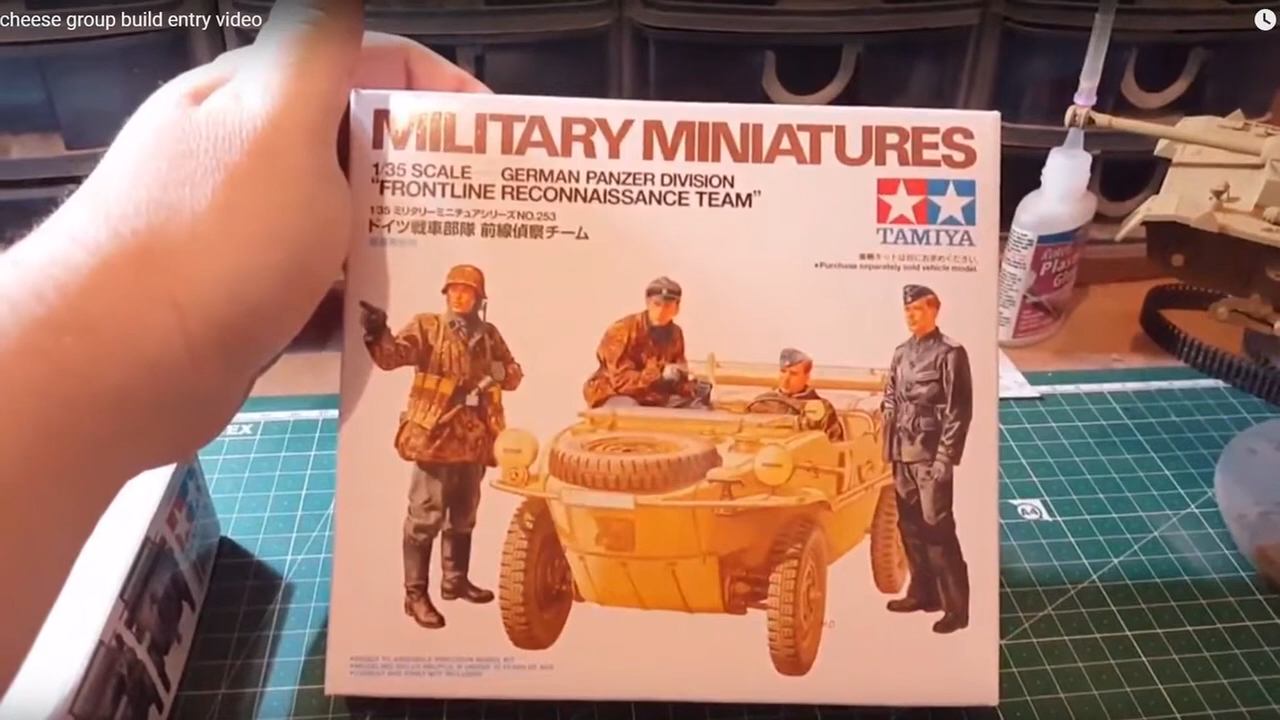 cheese group build entry video
MILITARY MINIATURES
1/35 SCALE GERMAN PANZER DIVISION
"FRONTLINE RECONNAISSANCE TEAM"
1/35 ミリタリーミニチュアシリーズ NO.253
ドイツ戦車部隊 前線偵察チーム
TAMIYA
●Purchase separately sold vehicle model.
A4